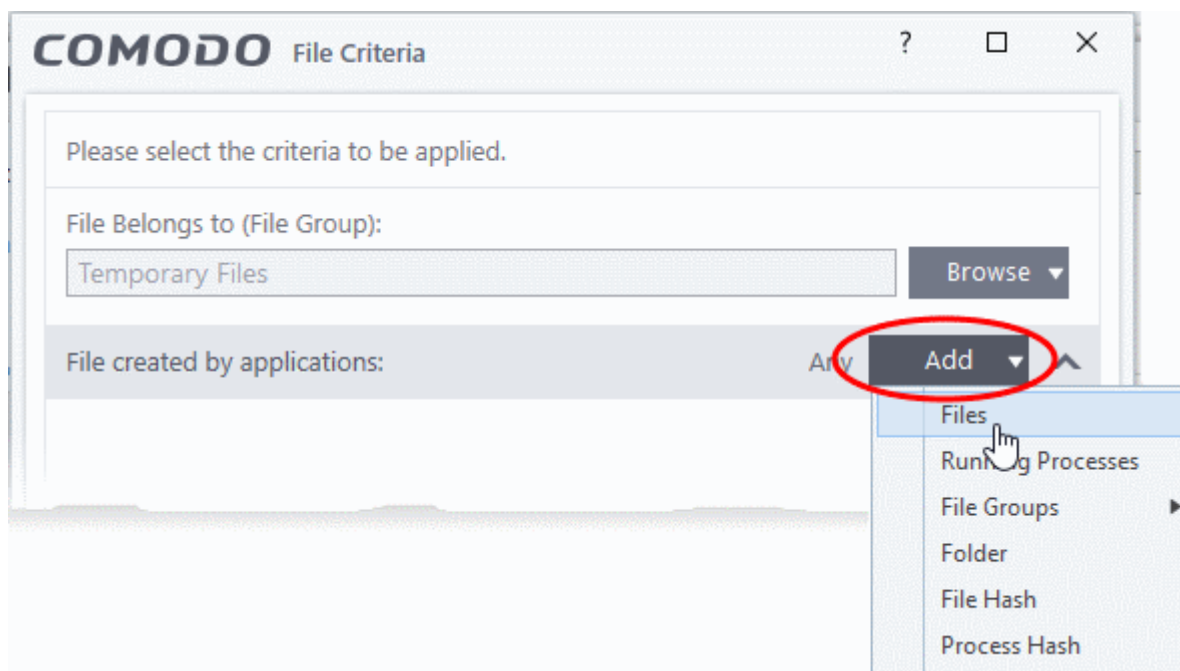 COMODO File Criteria ?
Please select the criteria to be applied.
File Belongs to (File Group):
Temporary Files
Browse
File created by applications: Any Add
Files
Running Processes
File Groups
Folder
File Hash
Process Hash